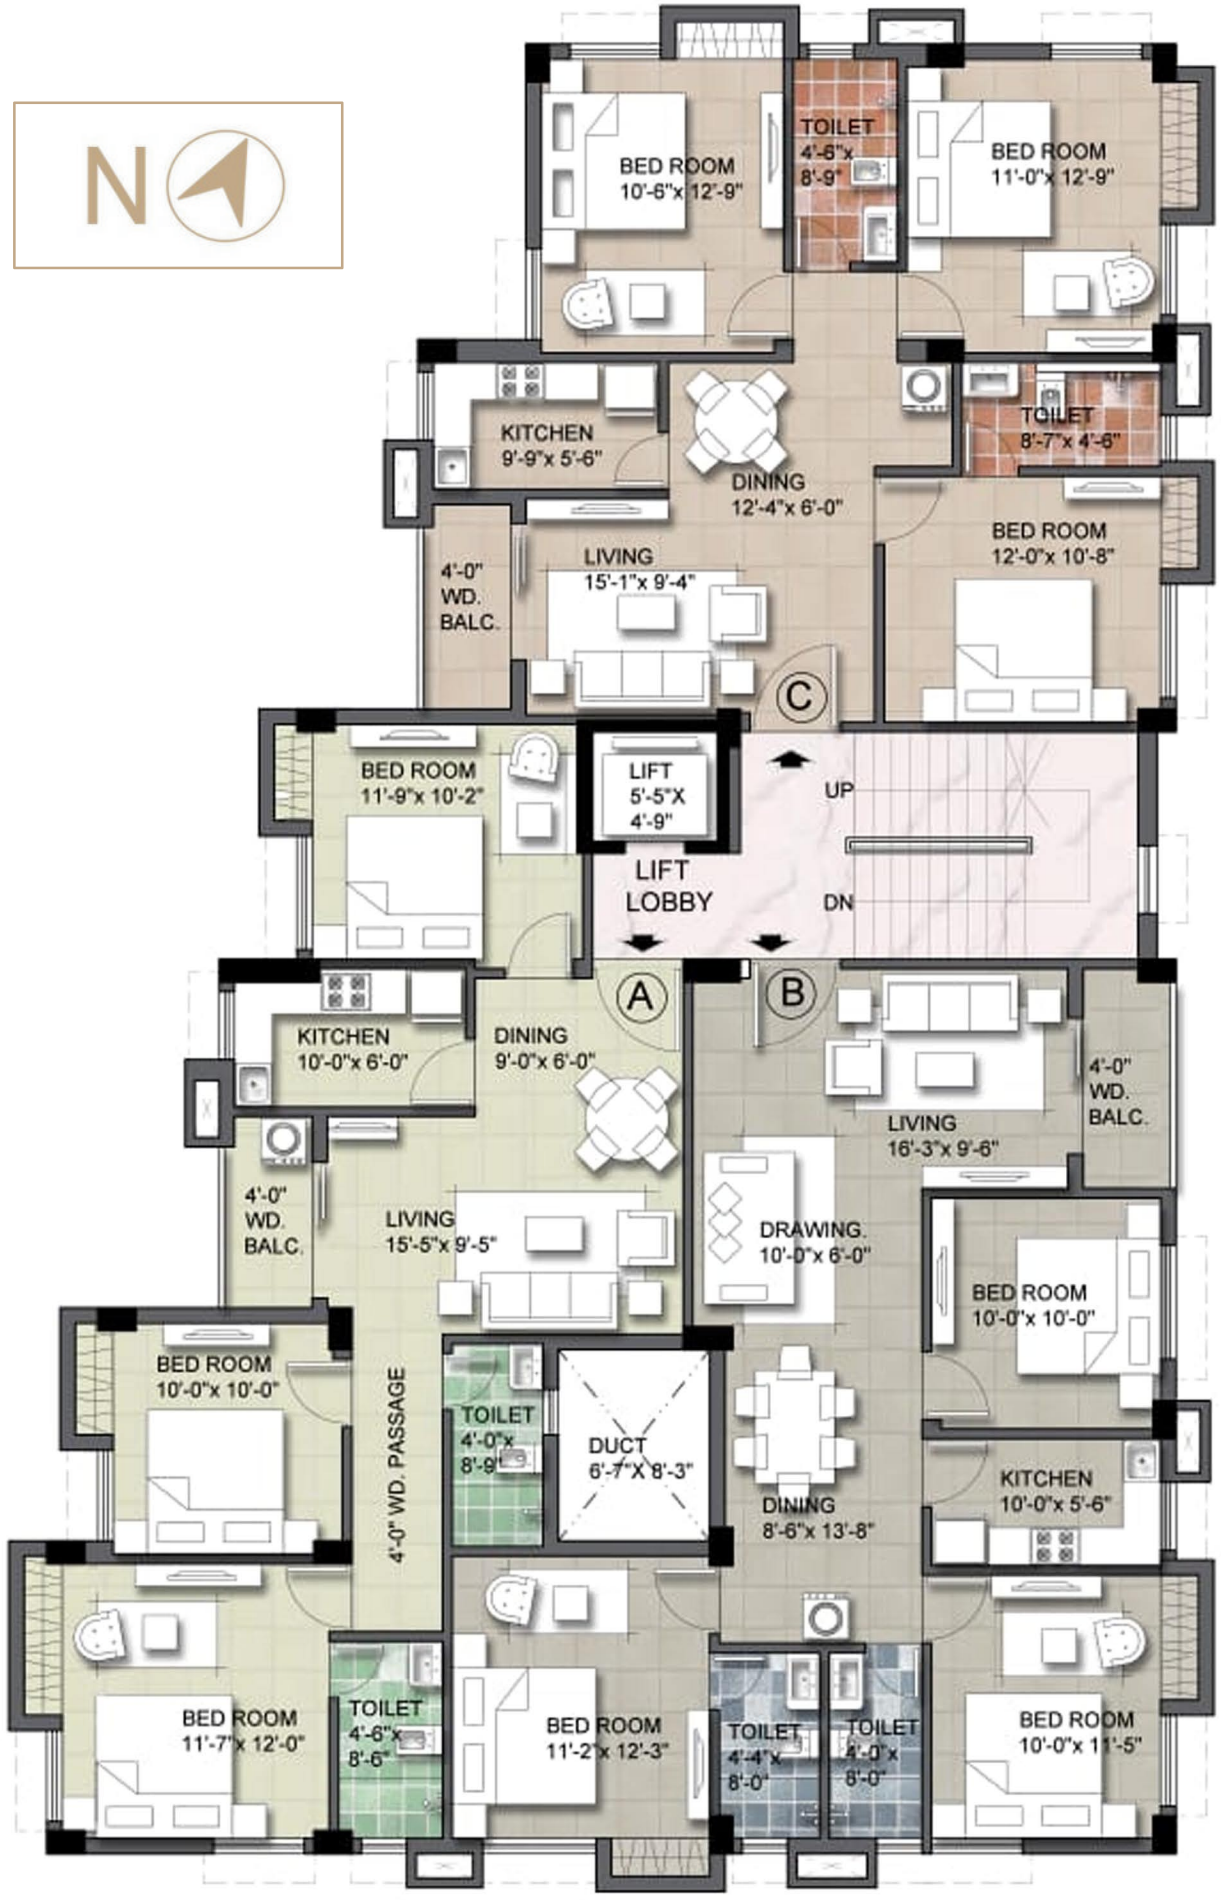 N
BED ROOM
10'-6"x 12'-9"
TOILET
4'-6"x
8'-9"
BED ROOM
11'-0"x 12'-9"
KITCHEN
9'-9"x 5'-6"
DINING
12'-4"x 6'-0"
TOILET
8'-7"x 4'-6"
LIVING
15'-1"x 9'-4"
4'-0"
WD.
BALC.
BED ROOM
12'-0"x 10'-8"
C
BED ROOM
11'-9"x 10'-2"
LIFT
5'-5"X
4'-9"
LIFT
LOBBY
UP
DN
A
B
KITCHEN
10'-0"x 6'-0"
DINING
9'-0"x 6'-0"
4'-0"
WD.
BALC.
LIVING
15'-5"x 9'-5"
LIVING
16'-3"x 9'-6"
4'-0"
WD.
BALC.
DRAWING.
10'-0"x 6'-0"
BED ROOM
10'-0"x 10'-0"
BED ROOM
10'-0"x 10'-0"
4'-0" WD. PASSAGE
TOILET
4'-0"x
8'-9"
DUCT
6'-7"X 8'-3"
DINING
8'-6"x 13'-8"
KITCHEN
10'-0"x 5'-6"
BED ROOM
11'-7"x 12'-0"
TOILET
4'-6"x
8'-6"
BED ROOM
11'-2"x 12'-3"
TOILET
4'-4"x
8'-0"
TOILET
4'-0"x
8'-0"
BED ROOM
10'-0"x 11'-5"